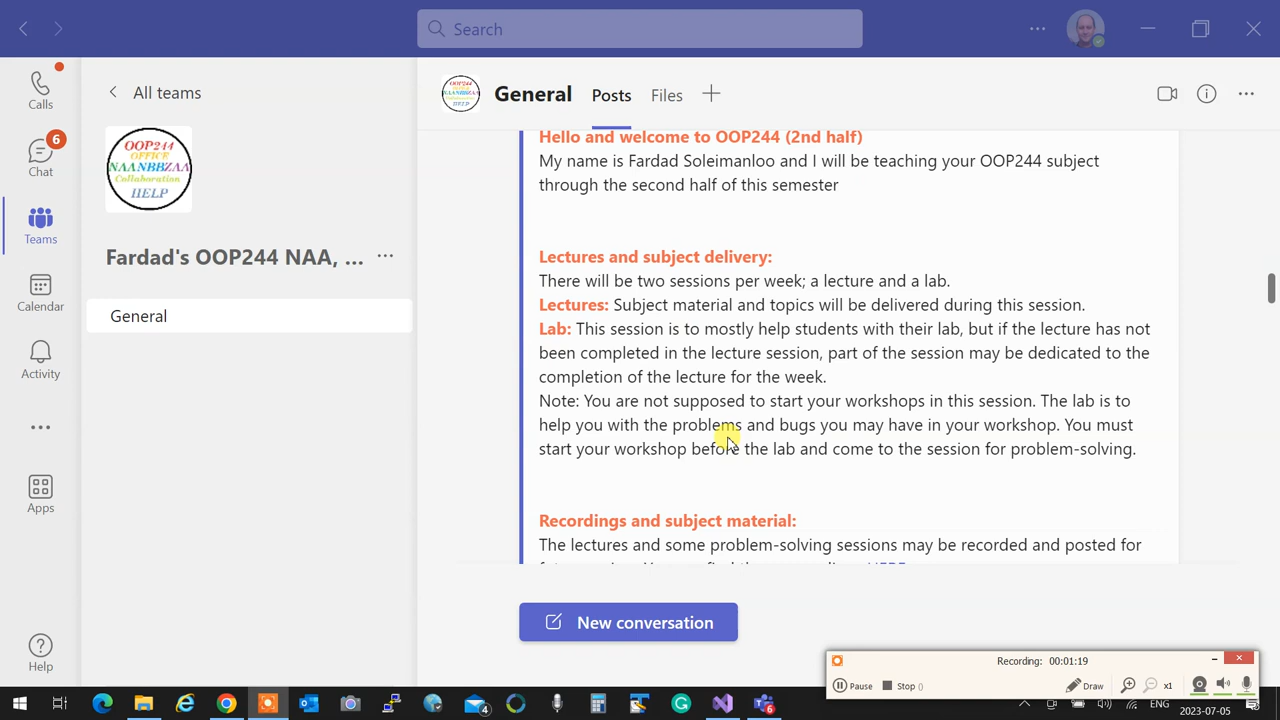 Search
Calls
6
Chat
Teams
Calendar
Activity
Apps
Help
All teams
OOP244
OFFICE
NAANBBZAA
Collaboration
HELP
Fardad's OOP244 NAA, ...
General
General
Posts
Files
Hello and welcome to OOP244 (2nd half)
My name is Fardad Soleimanloo and I will be teaching your OOP244 subject
through the second half of this semester
Lectures and subject delivery:
There will be two sessions per week; a lecture and a lab.
Lectures: Subject material and topics will be delivered during this session.
Lab: This session is to mostly help students with their lab, but if the lecture has not
been completed in the lecture session, part of the session may be dedicated to the
completion of the lecture for the week.
Note: You are not supposed to start your workshops in this session. The lab is to
help you with the problems and bugs you may have in your workshop. You must
start your workshop before the lab and come to the session for problem-solving.
Recordings and subject material:
The lectures and some problem-solving sessions may be recorded and posted for
New conversation
Recording: 00:01:19
Pause
Stop ()
Draw
x1
ENG
2023-07-05